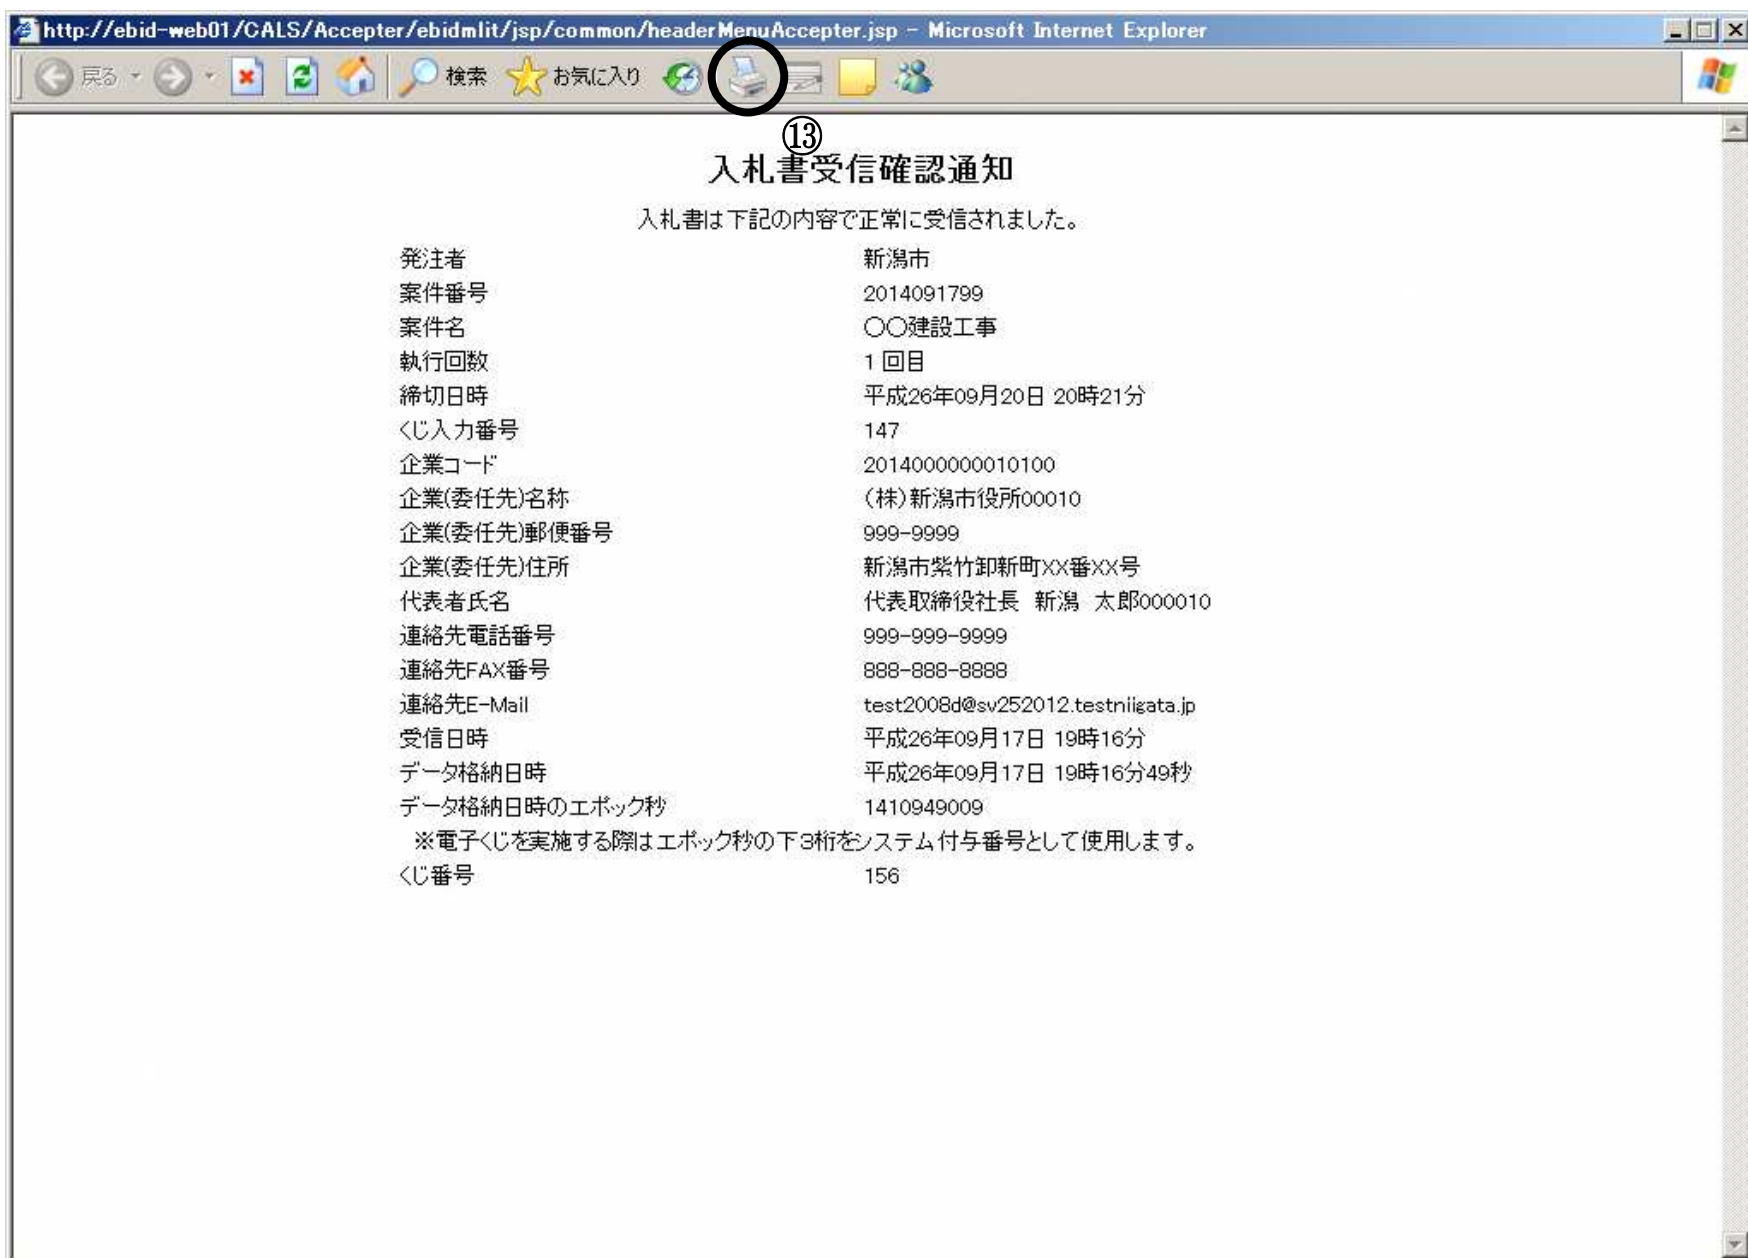 http://ebid-web01/CALS/Accepter/ebidmlit/jsp/common/headerMenuAccepter.jsp - Microsoft Internet Explorer
戻る 検索 お気に入り
⑬
入札書受信確認通知
入札書は下記の内容で正常に受信されました。
発注者 新潟市
案件番号 2014091799
案件名 〇〇建設工事
執行回数 1 回目
締切日時 平成26年09月20日 20時21分
くじ入力番号 147
企業コード 2014000000010100
企業(委任先)名称 (株)新潟市役所00010
企業(委任先)郵便番号 999-9999
企業(委任先)住所 新潟市紫竹卸新町XX番XX号
代表者氏名 代表取締役社長 新潟 太郎000010
連絡先電話番号 999-999-9999
連絡先FAX番号 888-888-8888
連絡先E-Mail test2008d@sv252012.testniigata.jp
受信日時 平成26年09月17日 19時16分
データ格納日時 平成26年09月17日 19時16分49秒
データ格納日時のエポック秒 1410949009
※電子くじを実施する際はエポック秒の下3桁をシステム付与番号として使用します。
くじ番号 156